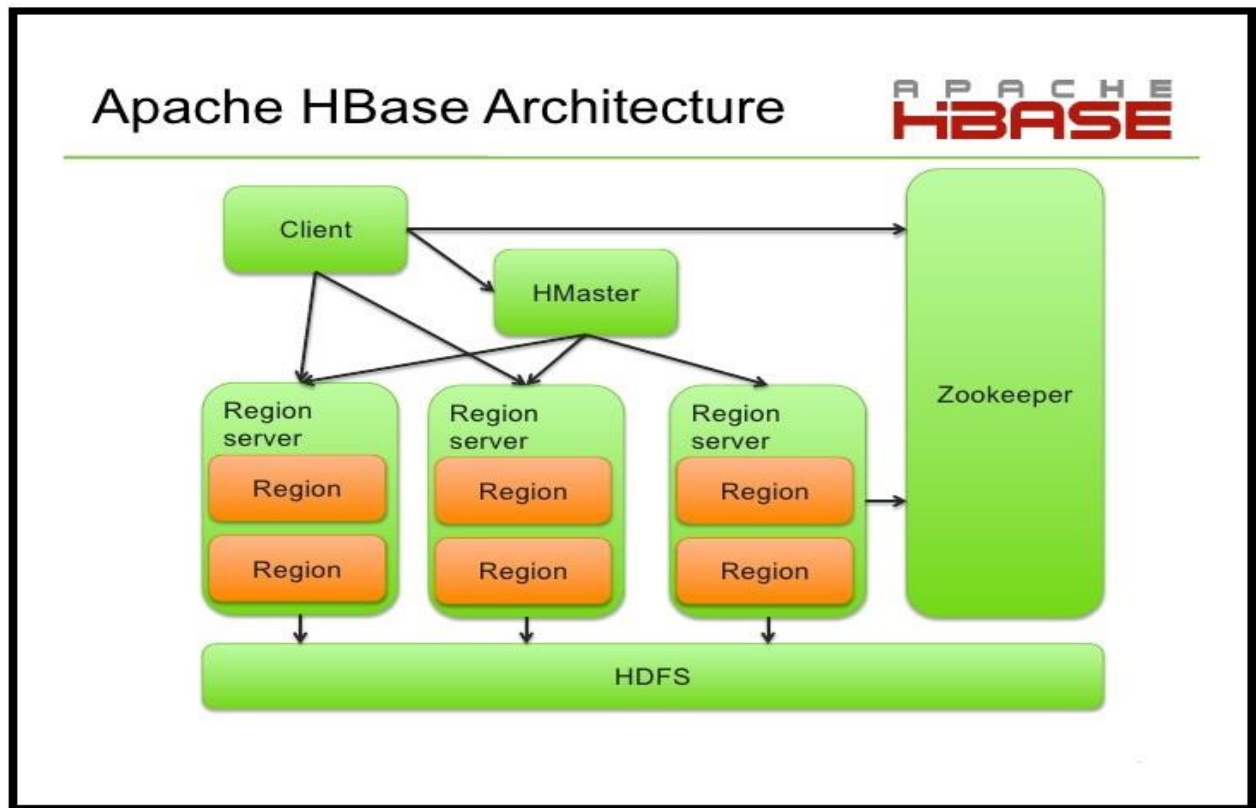 Apache HBase Architecture
APACHE
HBASE
Client
HMaster
Zookeeper
Region
server
Region
server
Region
server
Region
Region
Region
Region
Region
Region
HDFS